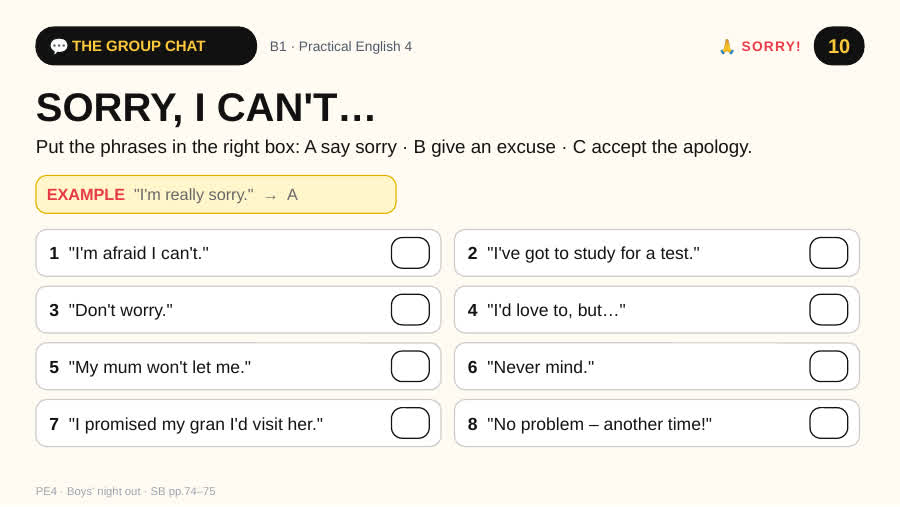 💬 THE GROUP CHAT
B1 · Practical English 4
🙏 SORRY!
10
SORRY, I CAN'T…
Put the phrases in the right box: A say sorry · B give an excuse · C accept the apology.
EXAMPLE "I'm really sorry." → A
1 "I'm afraid I can't."
2 "I've got to study for a test."
3 "Don't worry."
4 "I'd love to, but…"
5 "My mum won't let me."
6 "Never mind."
7 "I promised my gran I'd visit her."
8 "No problem – another time!"
PE4 · Boys' night out · SB pp.74–75